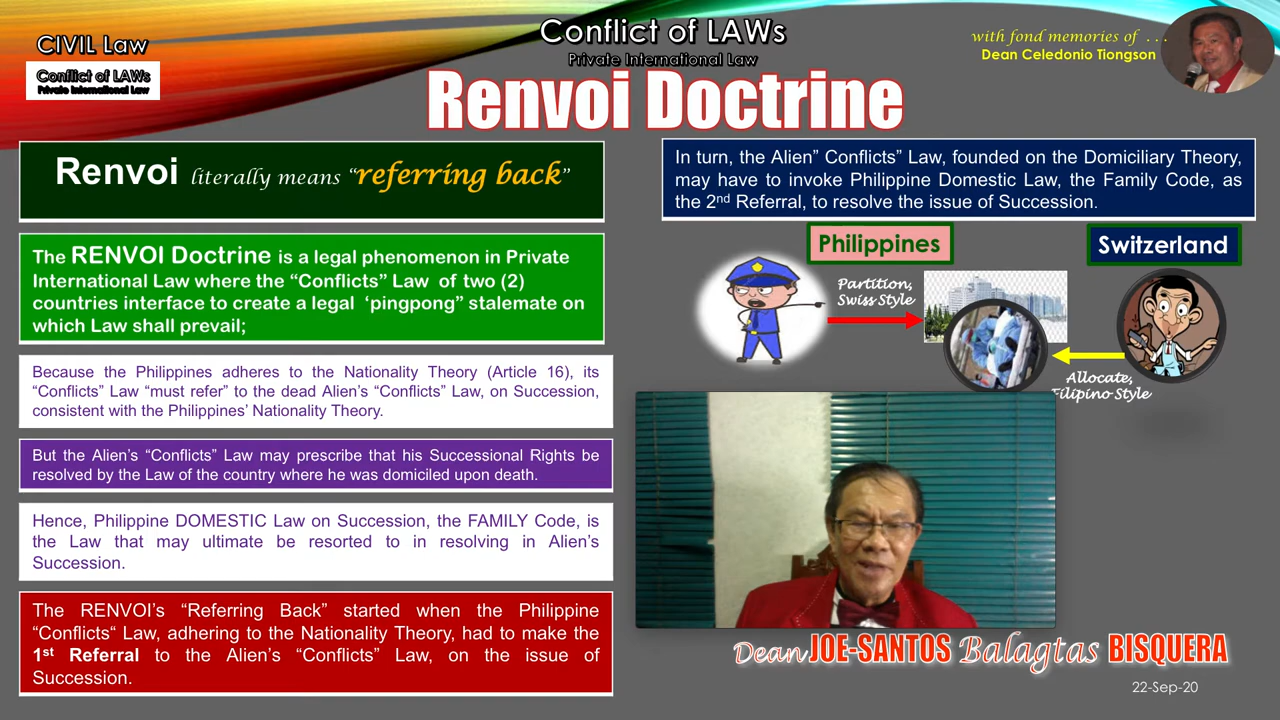 CIVIL Law
Conflict of LAWs
Private International Law
Conflict of LAWs
Private International Law
Renvoi Doctrine
with fond memories of . . .
Dean Celedonio Tiongson
Renvoi literally means “referring back”
The RENVOI Doctrine is a legal phenomenon in Private
International Law where the “Conflicts” Law of two (2)
countries interface to create a legal ‘pingpong” stalemate on
which Law shall prevail;
Because the Philippines adheres to the Nationality Theory (Article 16), its
“Conflicts” Law “must refer” to the dead Alien’s “Conflicts” Law, on Succession,
consistent with the Philippines’ Nationality Theory.
But the Alien’s “Conflicts” Law may prescribe that his Successional Rights be
resolved by the Law of the country where he was domiciled upon death.
Hence, Philippine DOMESTIC Law on Succession, the FAMILY Code, is
the Law that may ultimate be resorted to in resolving in Alien’s
Succession.
The RENVOI’s “Referring Back” started when the Philippine
“Conflicts“ Law, adhering to the Nationality Theory, had to make the
1st Referral to the Alien’s “Conflicts” Law, on the issue of
Succession.
In turn, the Alien” Conflicts” Law, founded on the Domiciliary Theory,
may have to invoke Philippine Domestic Law, the Family Code, as
the 2nd Referral, to resolve the issue of Succession.
Philippines
Switzerland
Partition,
Swiss Style
Allocate,
Filipino Style
Dean JOE-SANTOS Balagtas BISQUERA
22-Sep-20